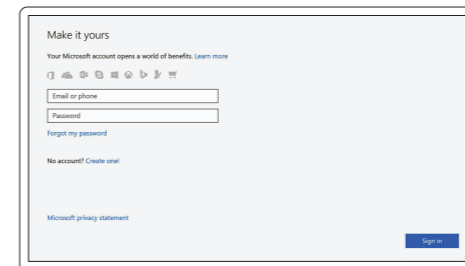 Make it yours
Your Microsoft account opens a world of benefits. Learn more
Email or phone
Password
Forgot my password
No account? Create one!
Microsoft privacy statement
Sign in